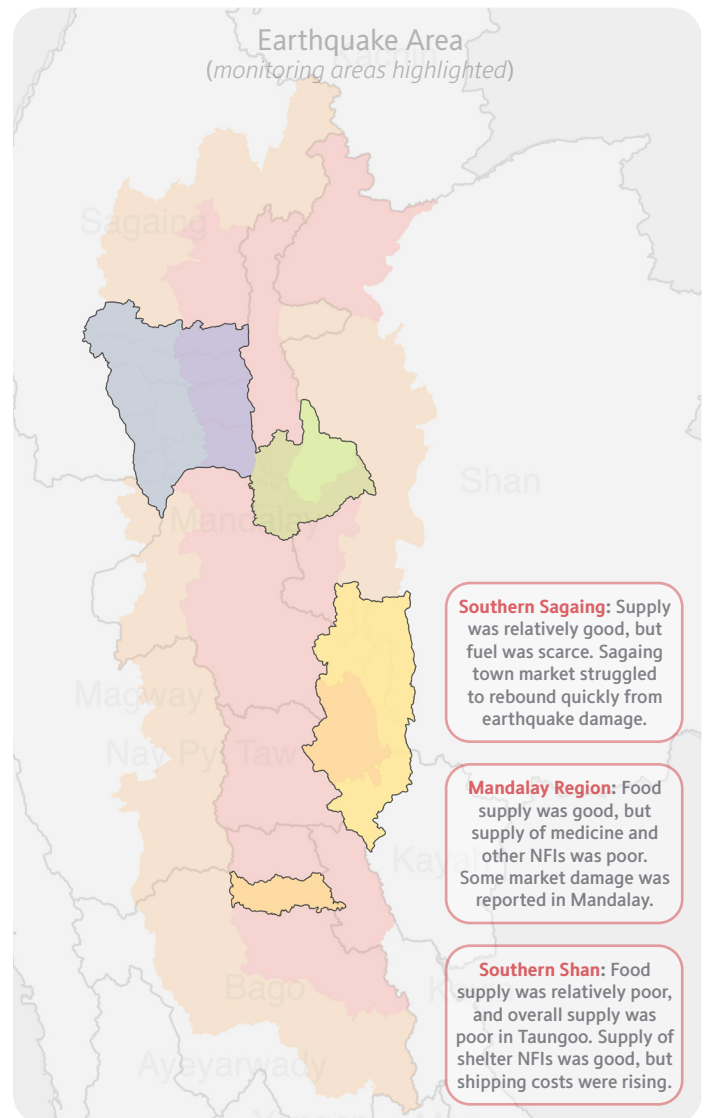 Earthquake Area
(monitoring areas highlighted)
Kachin
Sagaing
Shan
Mandalay
Magway
Nay Pyi Taw
Kayah
Bago
Ayeyarwady
Southern Sagaing: Supply
was relatively good, but
fuel was scarce. Sagaing
town market struggled
to rebound quickly from
earthquake damage.
Mandalay Region: Food
supply was good, but
supply of medicine and
other NFIs was poor.
Some market damage was
reported in Mandalay.
Southern Shan: Food
supply was relatively poor,
and overall supply was
poor in Taungoo. Supply of
shelter NFIs was good, but
shipping costs were rising.